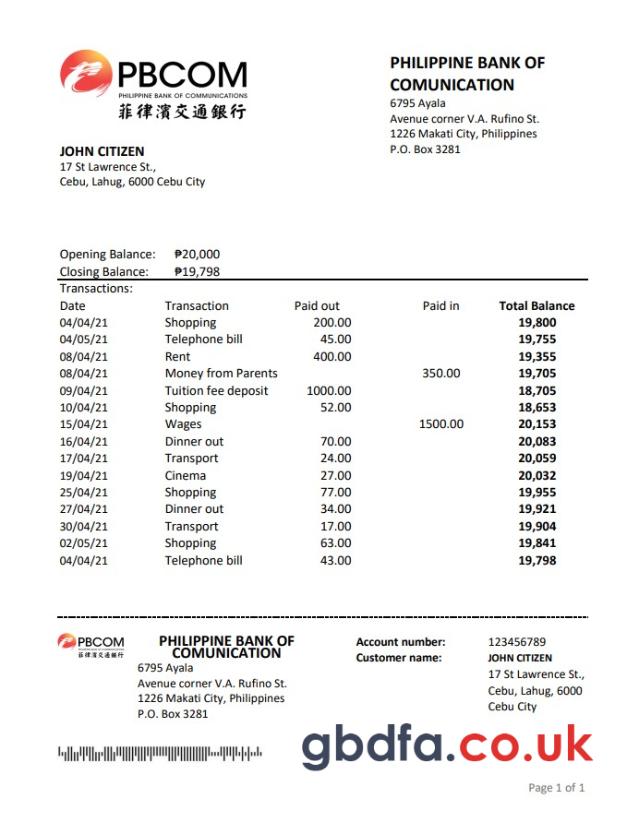 PBCOM
PHILIPPINE BANK OF COMMUNICATIONS
菲律濱交通銀行
PHILIPPINE BANK OF
COMUNICATION
6795 Ayala
Avenue corner V.A. Rufino St.
1226 Makati City, Philippines
P.O. Box 3281
JOHN CITIZEN
17 St Lawrence St.,
Cebu, Lahug, 6000 Cebu City
Opening Balance: ₱20,000
Closing Balance: ₱19,798
Transactions:
Date Transaction Paid out Paid in Total Balance
04/04/21 Shopping 200.00 19,800
04/05/21 Telephone bill 45.00 19,755
08/04/21 Rent 400.00 19,355
08/04/21 Money from Parents 350.00 19,705
09/04/21 Tuition fee deposit 1000.00 18,705
10/04/21 Shopping 52.00 18,653
15/04/21 Wages 1500.00 20,153
16/04/21 Dinner out 70.00 20,083
17/04/21 Transport 24.00 20,059
19/04/21 Cinema 27.00 20,032
25/04/21 Shopping 77.00 19,955
27/04/21 Dinner out 34.00 19,921
30/04/21 Transport 17.00 19,904
02/05/21 Shopping 63.00 19,841
04/04/21 Telephone bill 43.00 19,798
PBCOM
菲律濱交通銀行
PHILIPPINE BANK OF
COMUNICATION
6795 Ayala
Avenue corner V.A. Rufino St.
1226 Makati City, Philippines
P.O. Box 3281
Account number: 123456789
Customer name: JOHN CITIZEN
17 St Lawrence St.,
Cebu, Lahug, 6000
Cebu City
gbdfa.co.uk
Page 1 of 1